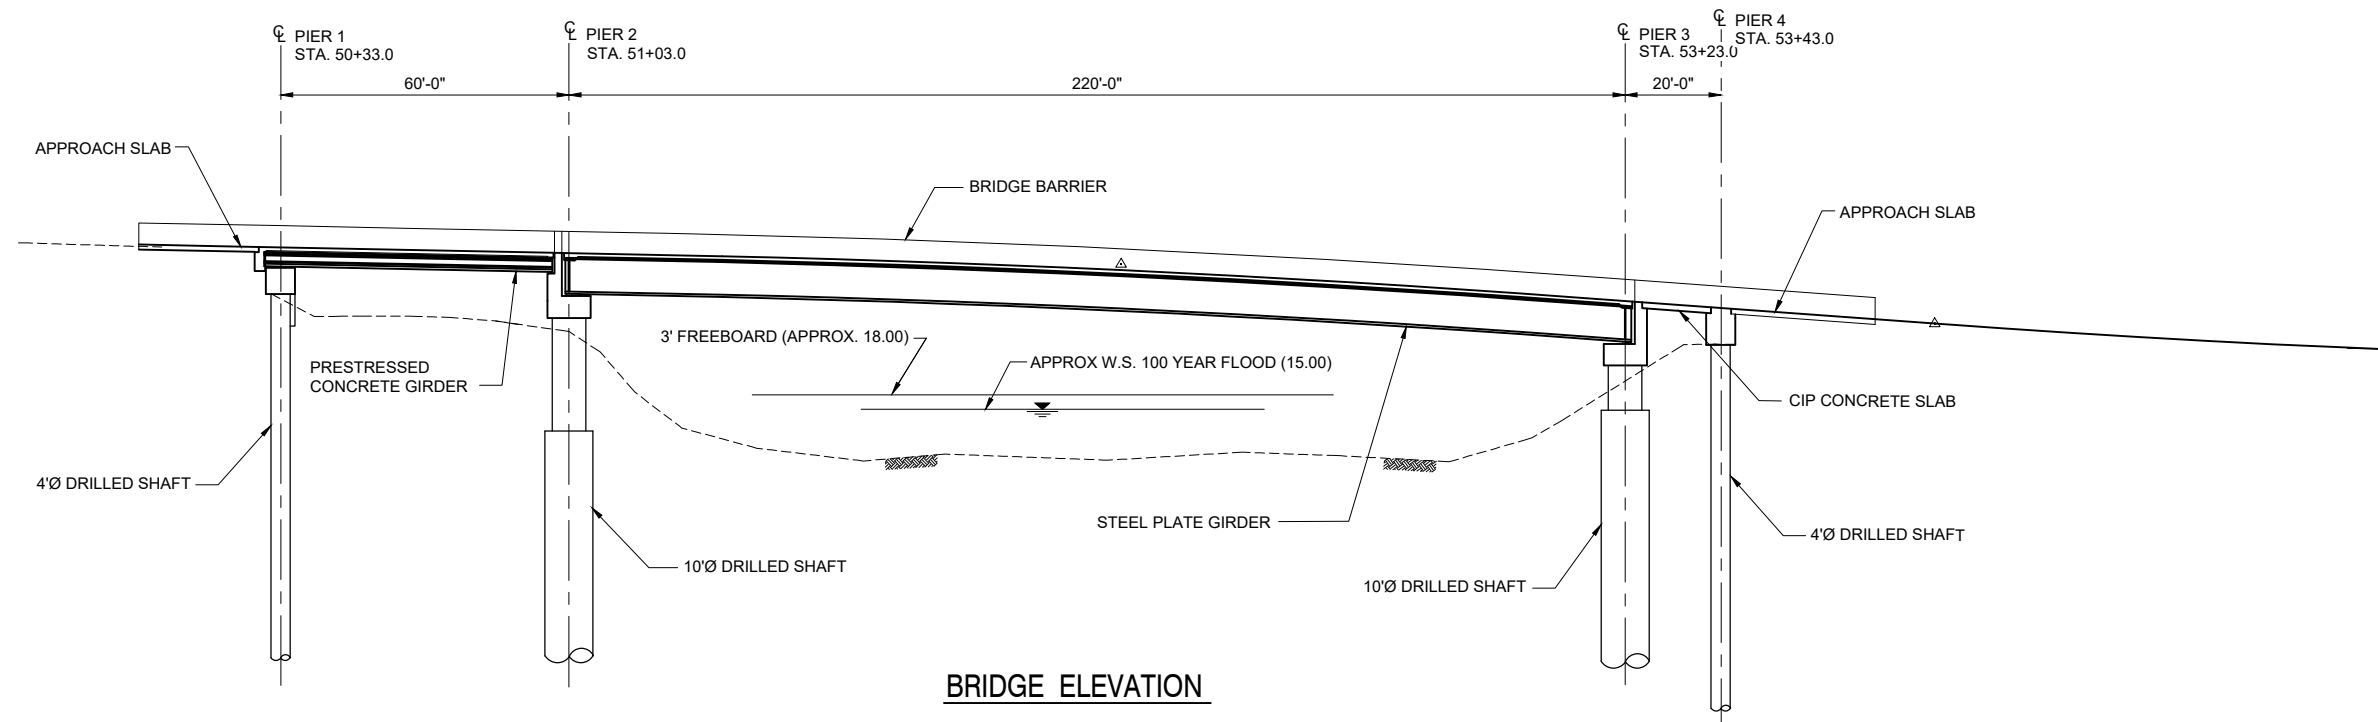 ℄ PIER 1
STA. 50+33.0
℄ PIER 2
STA. 51+03.0
℄ PIER 3
STA. 53+23.0
℄ PIER 4
STA. 53+43.0
60'-0"
220'-0"
20'-0"
APPROACH SLAB
BRIDGE BARRIER
APPROACH SLAB
3' FREEBOARD (APPROX. 18.00)
APPROX W.S. 100 YEAR FLOOD (15.00)
PRESTRESSED
CONCRETE GIRDER
CIP CONCRETE SLAB
4'Ø DRILLED SHAFT
STEEL PLATE GIRDER
4'Ø DRILLED SHAFT
10'Ø DRILLED SHAFT
10'Ø DRILLED SHAFT
BRIDGE ELEVATION